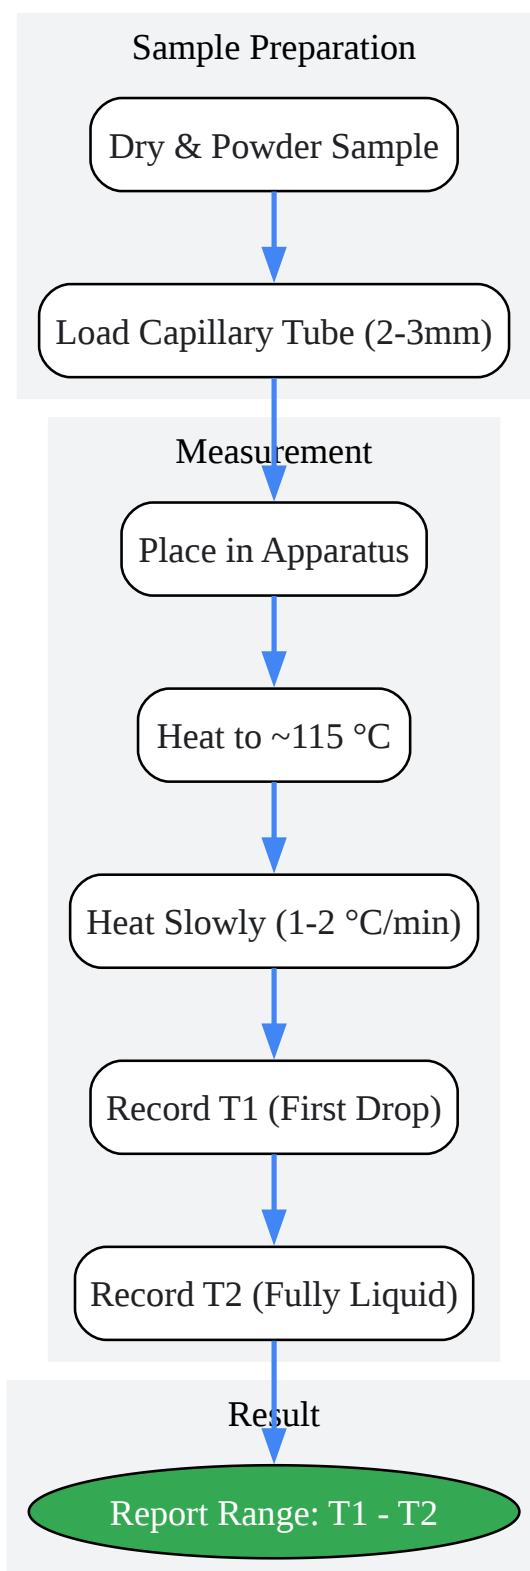 Sample Preparation
Dry & Powder Sample
Load Capillary Tube (2-3mm)
Measurement
Place in Apparatus
Heat to ~115 °C
Heat Slowly (1-2 °C/min)
Record T1 (First Drop)
Record T2 (Fully Liquid)
Result
Report Range: T1 - T2